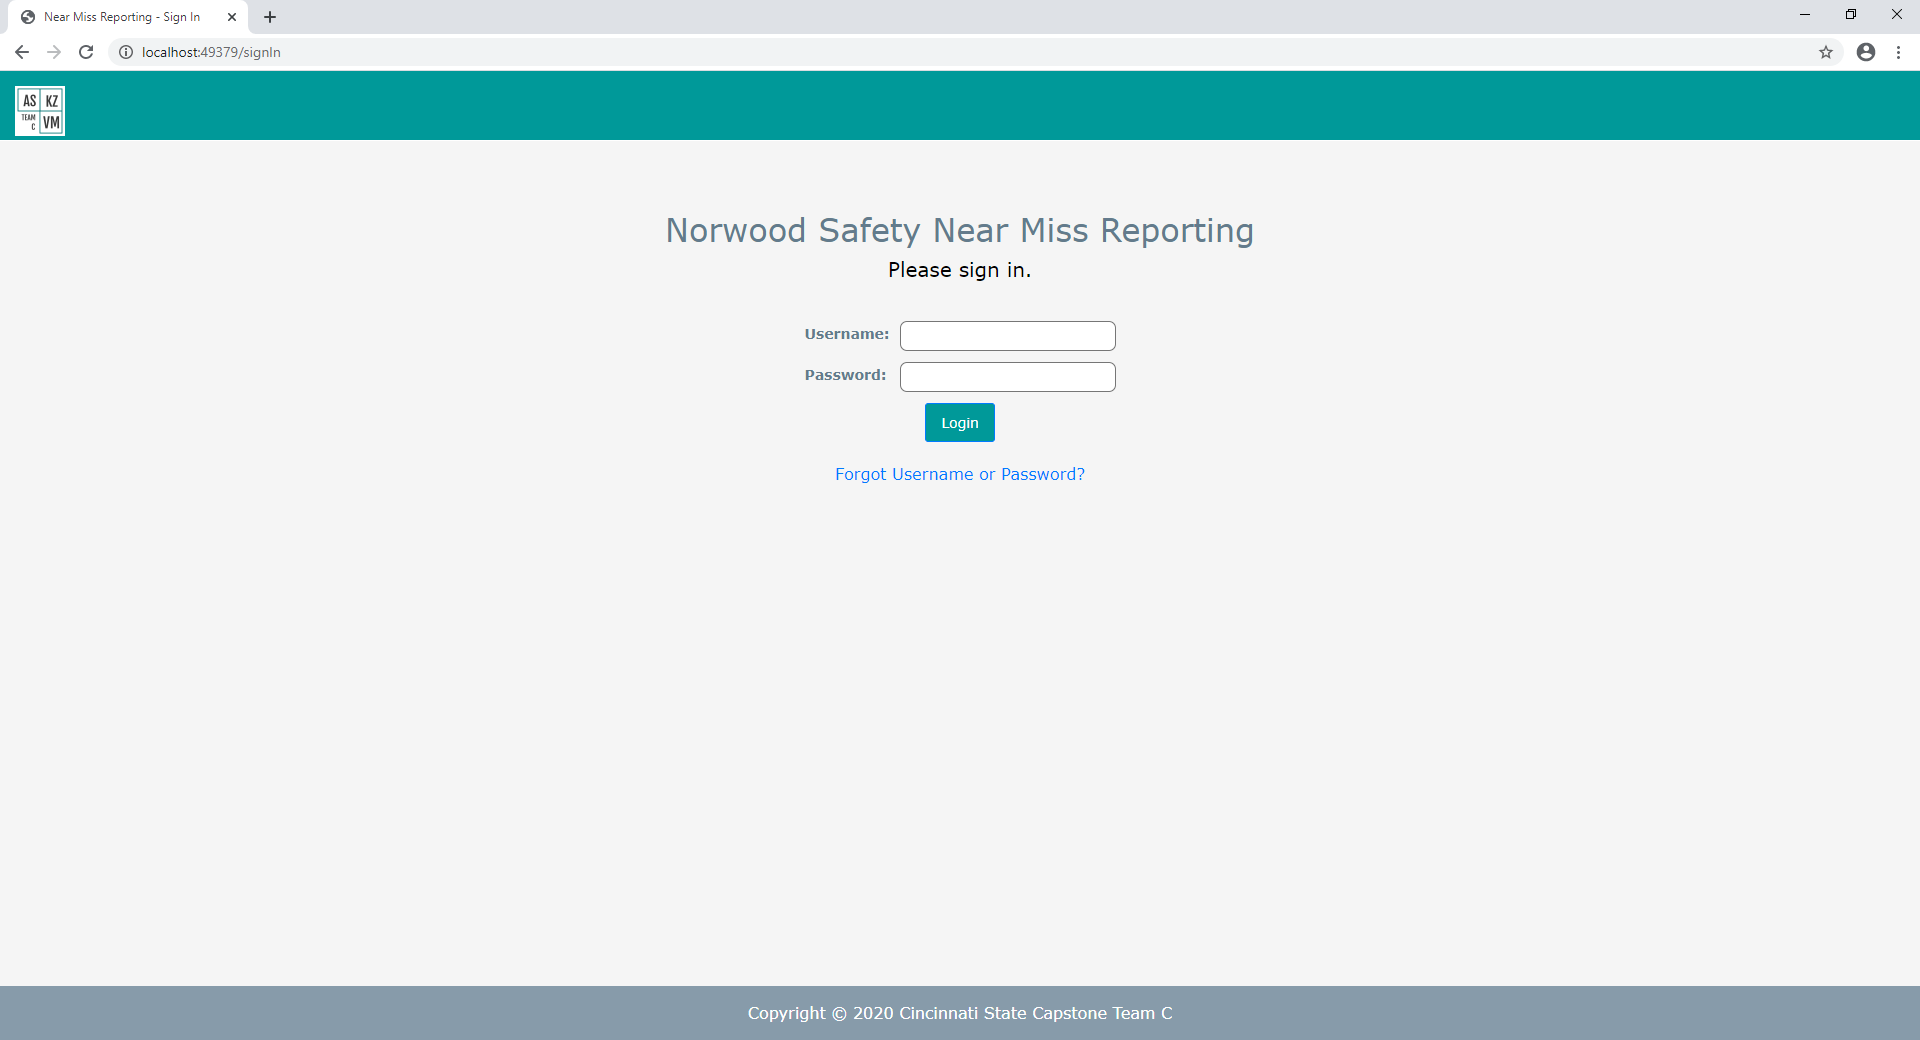 Near Miss Reporting - Sign In
localhost:49379/signIn
AS KZ
TEAM C VM
Norwood Safety Near Miss Reporting
Please sign in.
Username:
Password:
Login
Forgot Username or Password?
Copyright © 2020 Cincinnati State Capstone Team C